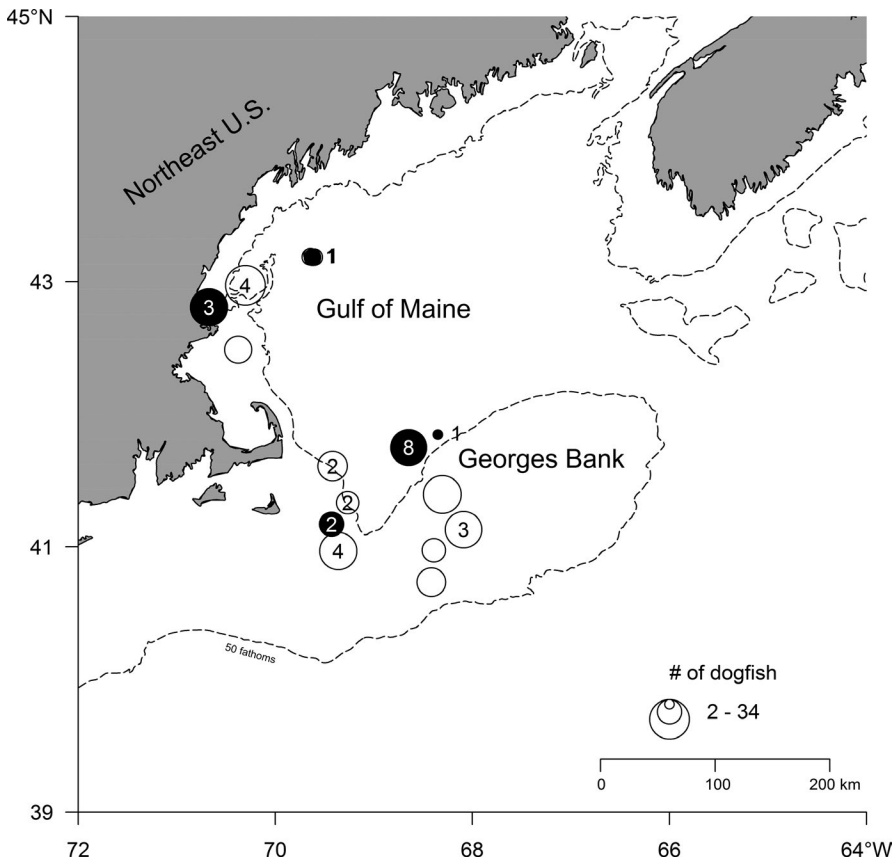 45°N
Northeast U.S.
1
4
43
3
Gulf of Maine
1
8
Georges Bank
2
2
2
3
41
4
50 fathoms
# of dogfish
2 - 34
0 100 200 km
39
72 70 68 66 64°W